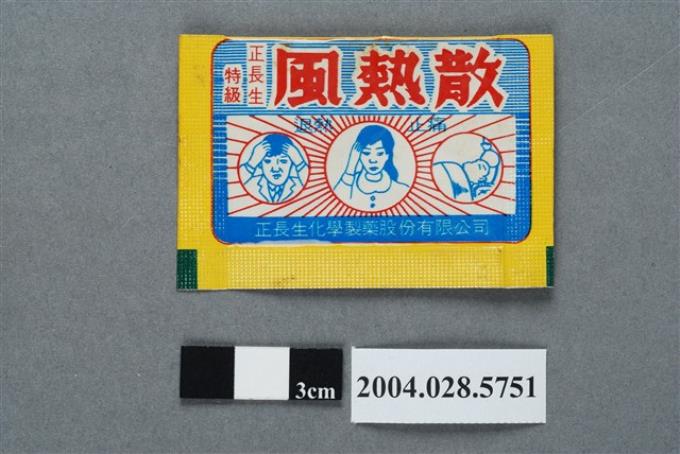 正長生
特級
風熱散
退熱 止痛
正長生化學製藥股份有限公司
3cm
2004.028.5751